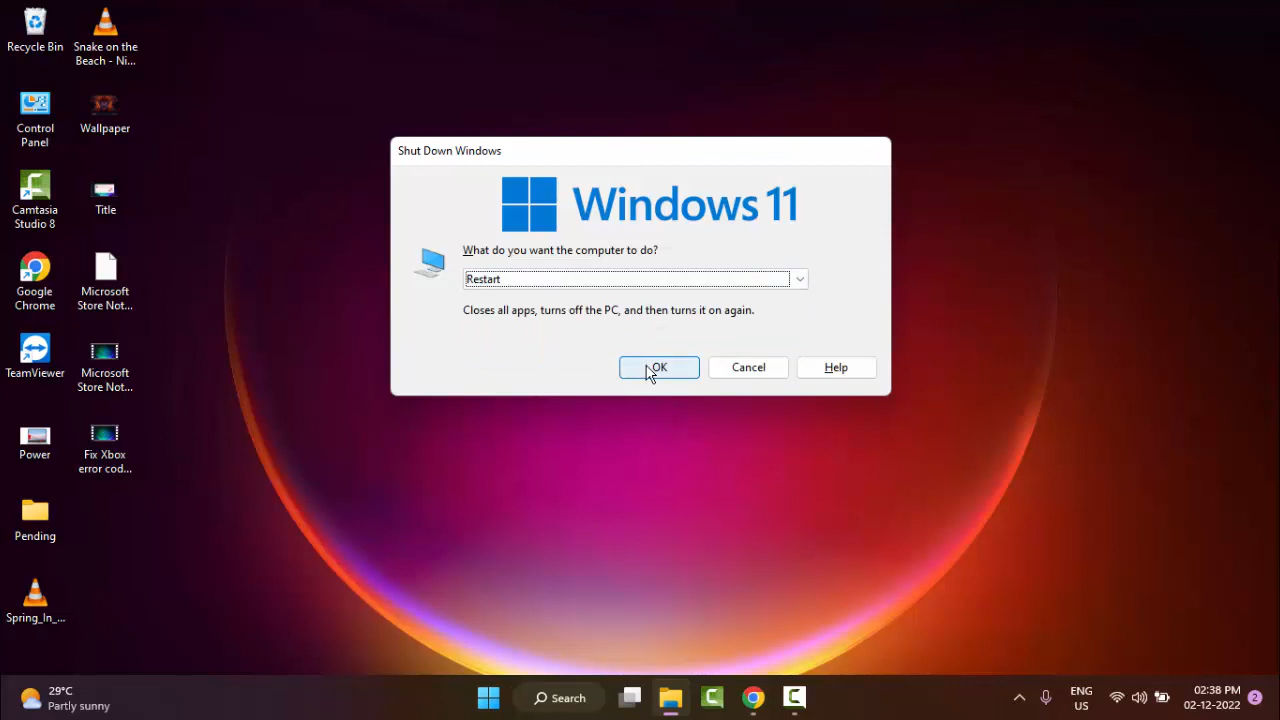 Recycle Bin
Snake on the
Beach - Ni...
Control
Panel
Wallpaper
Camtasia
Studio 8
Title
Google
Chrome
Microsoft
Store Not...
TeamViewer
Microsoft
Store Not...
Power
Fix Xbox
error cod...
Pending
Spring_In_...
Shut Down Windows
Windows 11
What do you want the computer to do?
Restart
Closes all apps, turns off the PC, and then turns it on again.
OK
Cancel
Help
29°C
Partly sunny
Search
ENG
US
02:38 PM
02-12-2022
2